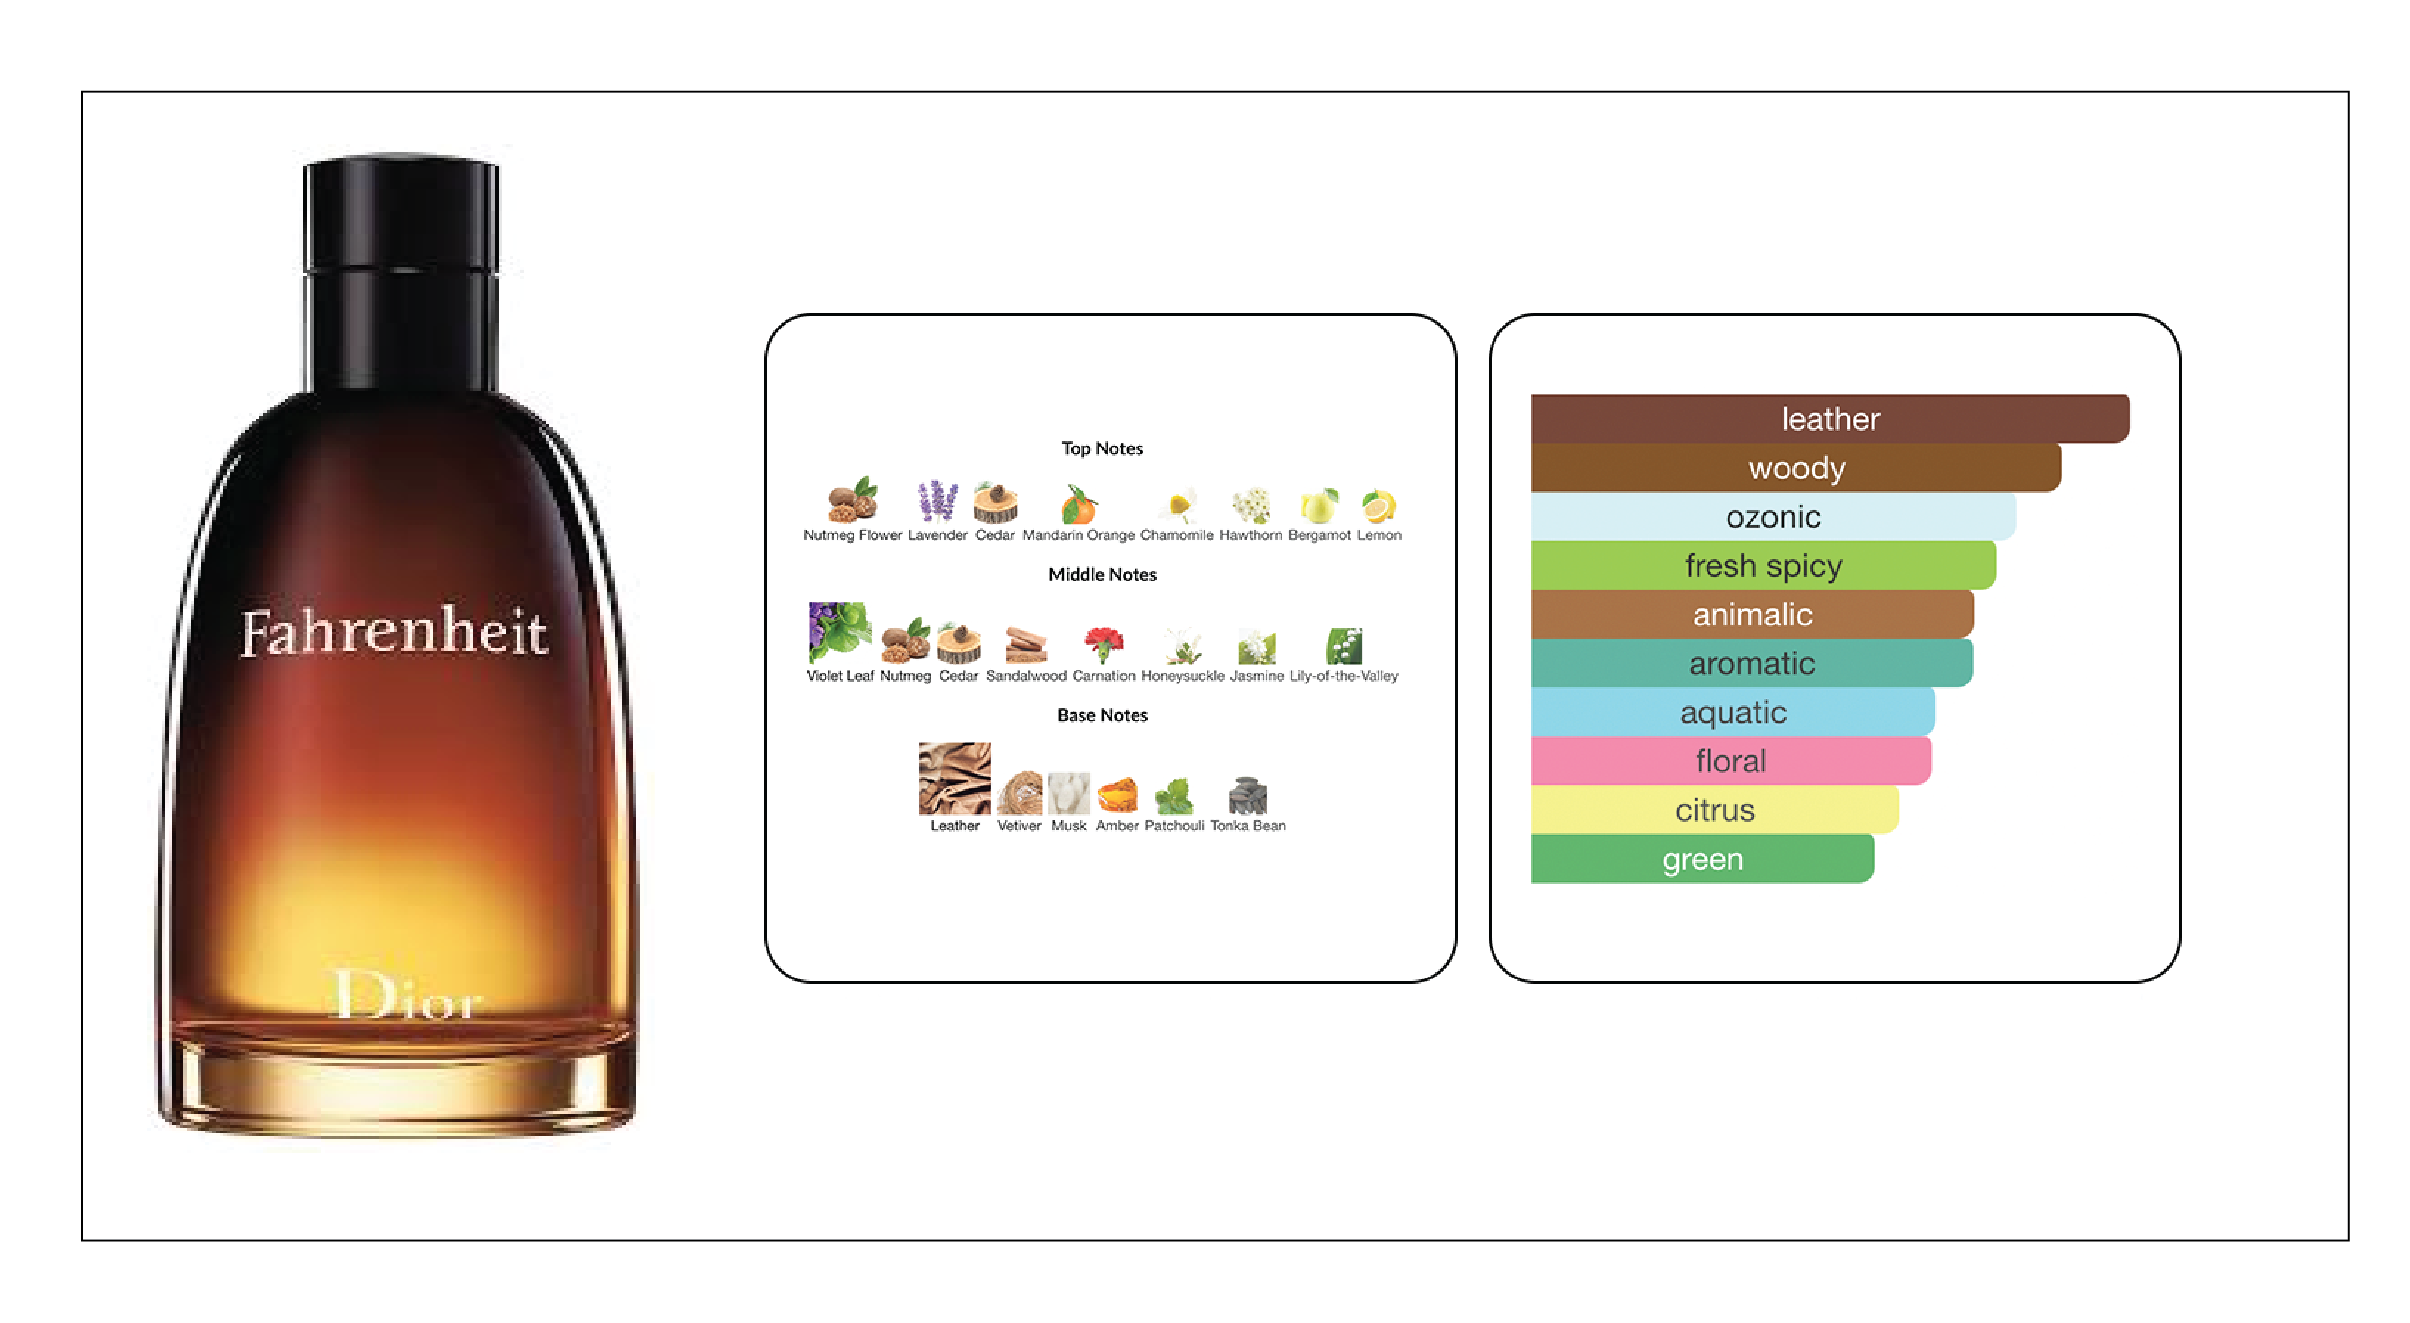 Fahrenheit
Dior
Top Notes
Nutmeg Flower Lavender Cedar Mandarin Orange Chamomile Hawthorn Bergamot Lemon
Middle Notes
Violet Leaf Nutmeg Cedar Sandalwood Carnation Honeysuckle Jasmine Lily-of-the-Valley
Base Notes
Leather Vetiver Musk Amber Patchouli Tonka Bean
leather
woody
ozonic
fresh spicy
animalic
aromatic
aquatic
floral
citrus
green